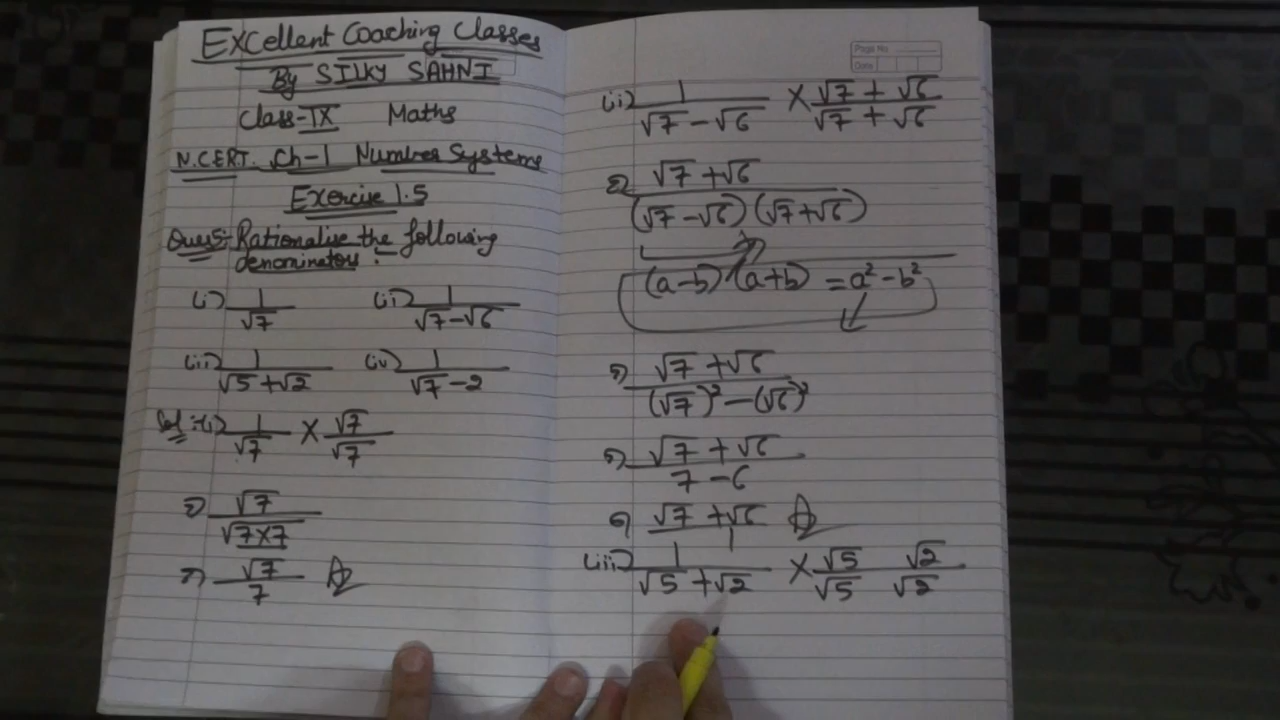 Excellent Coaching Classes
By SILKY SAHNI
Class-IX Maths
N.C.E.R.T. Ch-1 Number Systems
Exercise 1.5
Ques:- Rationalise the following
denominators :-
(i) 1/√7 (ii) 1/(√7-√6)
(iii) 1/(√5+√2) (iv) 1/(√7-2)
Sol:-(i) 1/√7 × √7/√7
⇒ √7/√(7×7)
⇒ √7/7
Page No
Date
(ii) 1/(√7-√6) × (√7+√6)/(√7+√6)
⇒ (√7+√6)/((√7-√6)(√7+√6))
(a-b)(a+b) = a²-b²
⇒ (√7+√6)/((√7)²-(√6)²)
⇒ (√7+√6)/(7-6)
⇒ (√7+√6)/1
(iii) 1/(√5+√2) × √5/√5 √2/√2